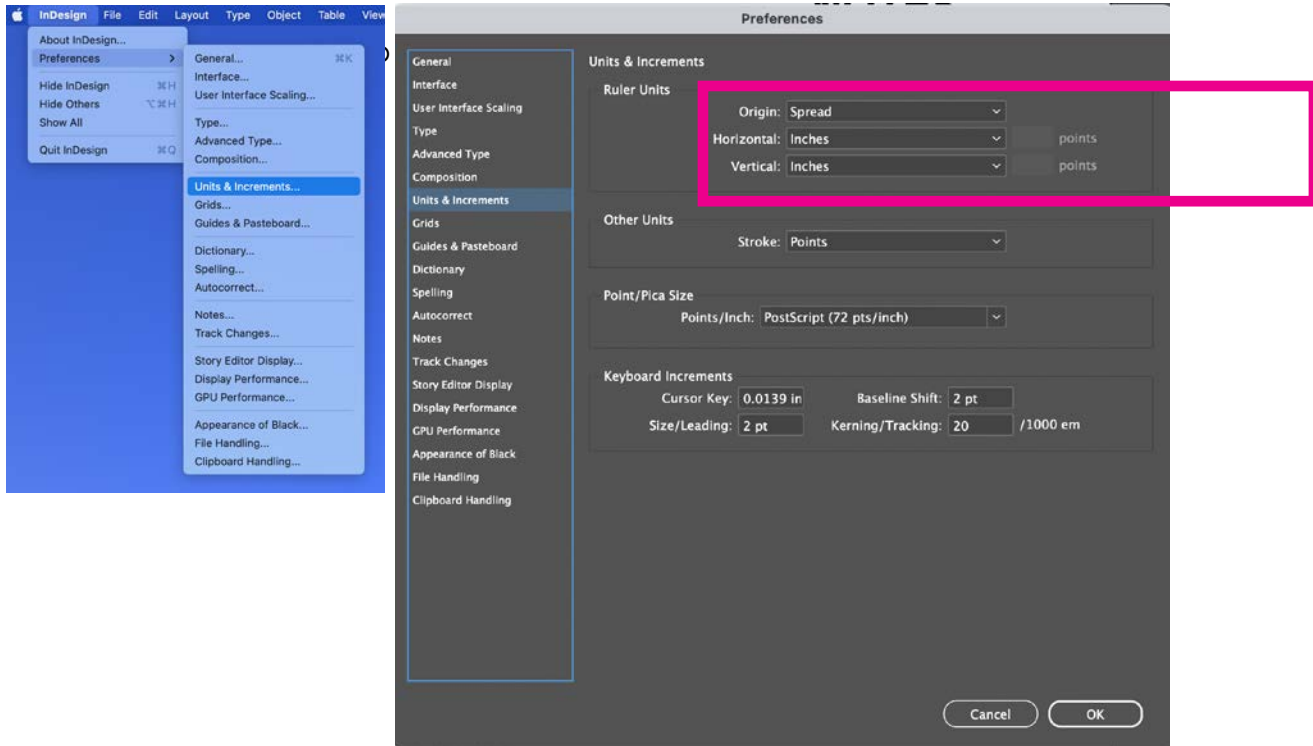 InDesign File Edit Layout Type Object Table View
About InDesign...
Preferences >
Hide InDesign ⌘H
Hide Others ⌥⌘H
Show All
Quit InDesign ⌘Q
General... ⌘K
Interface...
User Interface Scaling...
Type...
Advanced Type...
Composition...
Units & Increments...
Grids...
Guides & Pasteboard...
Dictionary...
Spelling...
Autocorrect...
Notes...
Track Changes...
Story Editor Display...
Display Performance...
GPU Performance...
Appearance of Black...
File Handling...
Clipboard Handling...
Preferences
General
Interface
User Interface Scaling
Type
Advanced Type
Composition
Units & Increments
Grids
Guides & Pasteboard
Dictionary
Spelling
Autocorrect
Notes
Track Changes
Story Editor Display
Display Performance
GPU Performance
Appearance of Black
File Handling
Clipboard Handling
Units & Increments
Ruler Units
Origin: Spread
Horizontal: Inches points
Vertical: Inches points
Other Units
Stroke: Points
Point/Pica Size
Points/Inch: PostScript (72 pts/inch)
Keyboard Increments
Cursor Key: 0.0139 in Baseline Shift: 2 pt
Size/Leading: 2 pt Kerning/Tracking: 20 /1000 em
Cancel OK